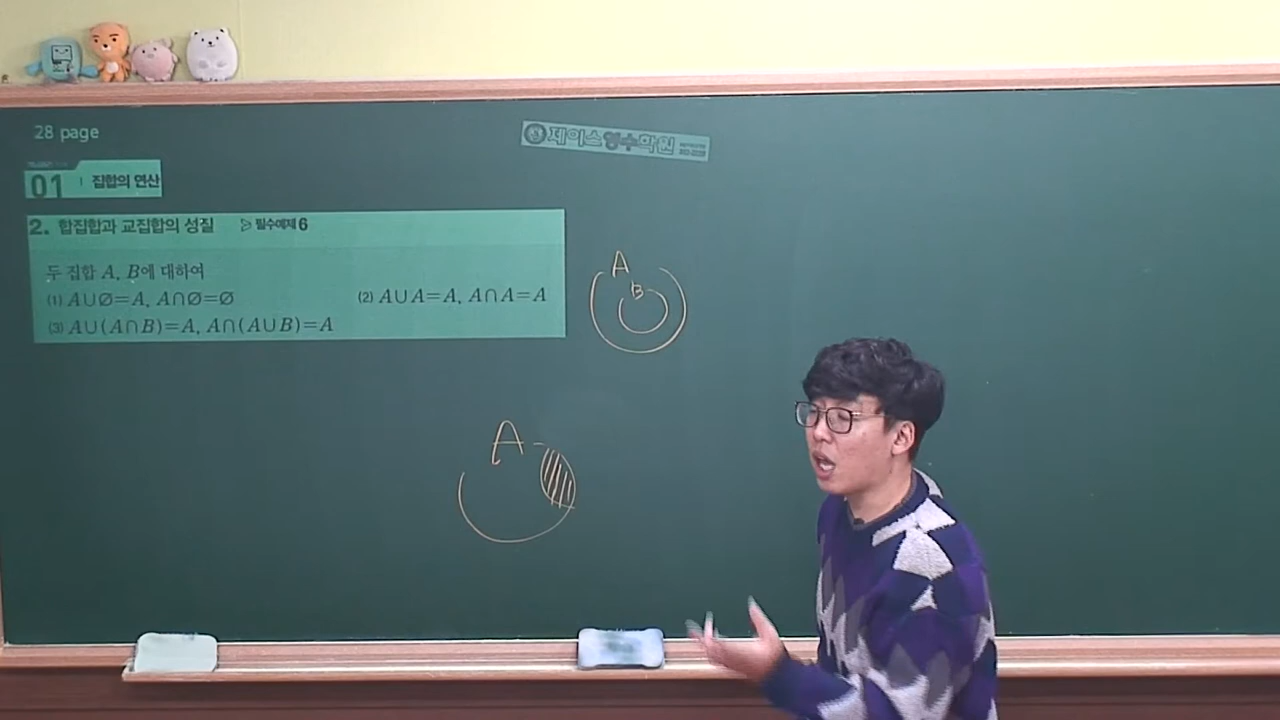 28 page
제이스영수학원
01 집합의 연산
2. 합집합과 교집합의 성질 필수예제 6
두 집합 A, B에 대하여
(1) A∪∅=A, A∩∅=∅ (2) A∪A=A, A∩A=A
(3) A∪(A∩B)=A, A∩(A∪B)=A
A
B
A